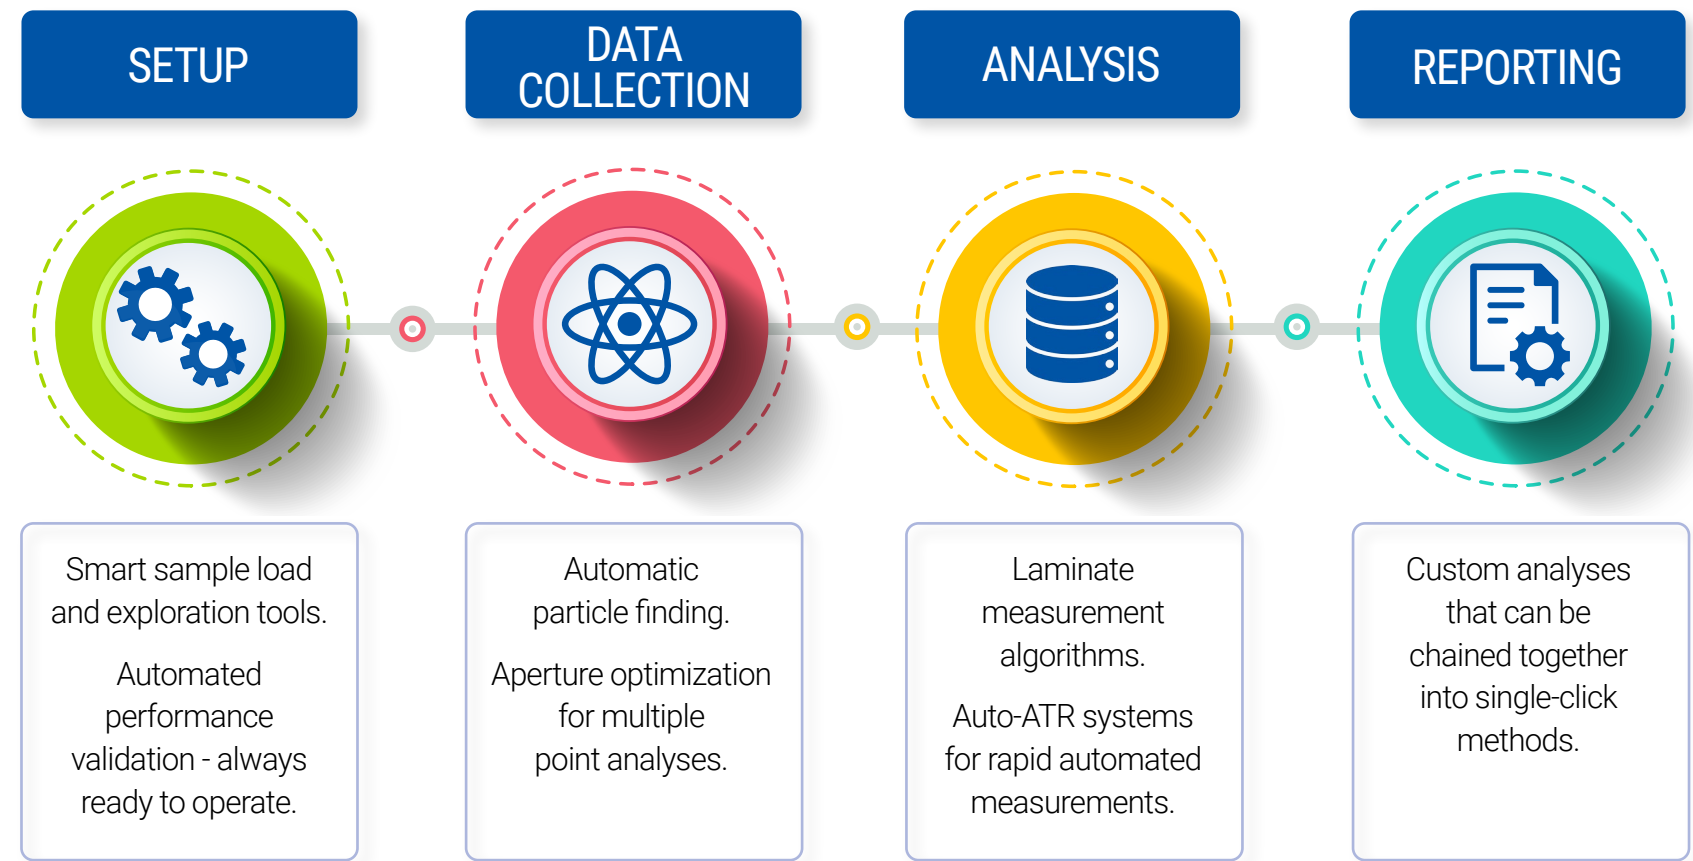 SETUP
DATA
COLLECTION
ANALYSIS
REPORTING
Smart sample load
and exploration tools.
Automated
performance
validation - always
ready to operate.
Automatic
particle finding.
Aperture optimization
for multiple
point analyses.
Laminate
measurement
algorithms.
Auto-ATR systems
for rapid automated
measurements.
Custom analyses
that can be
chained together
into single-click
methods.